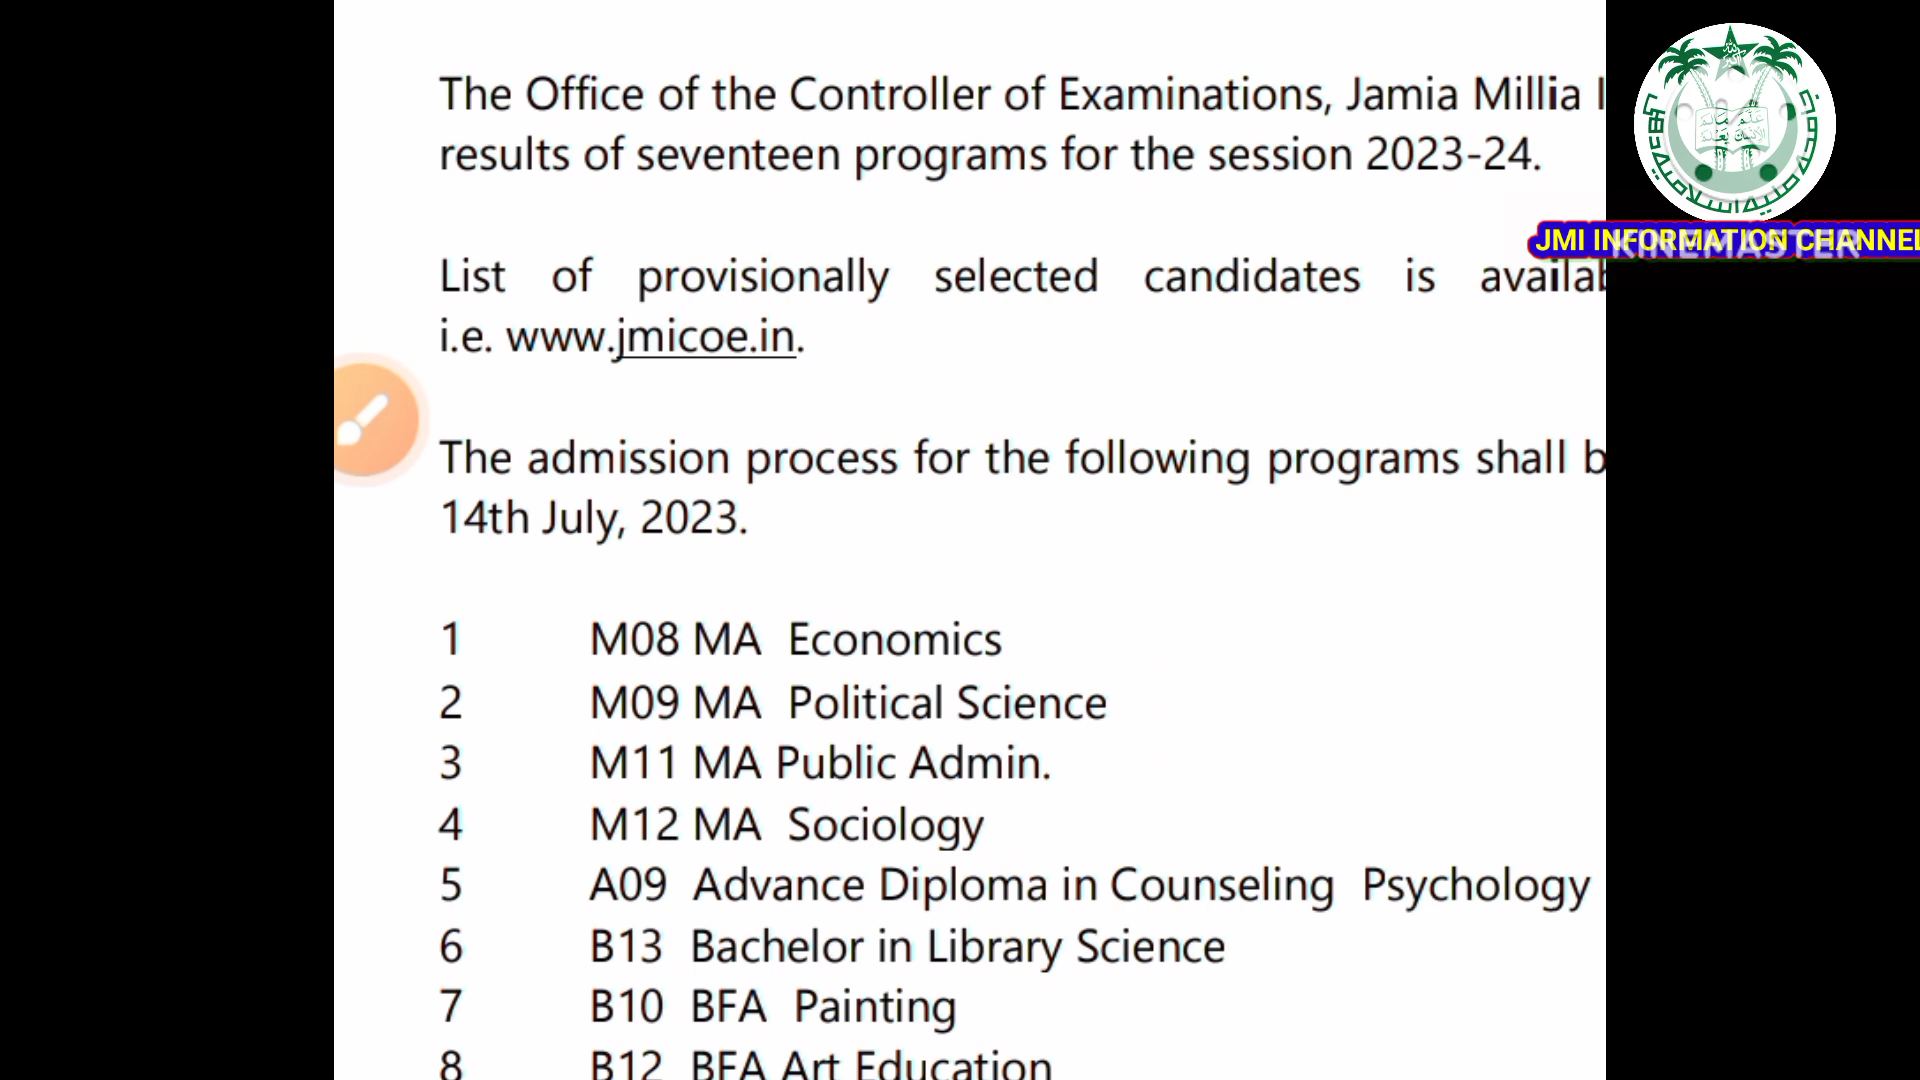 The Office of the Controller of Examinations, Jamia Millia I
results of seventeen programs for the session 2023-24.
List of provisionally selected candidates is availab
i.e. www.jmicoe.in.
The admission process for the following programs shall b
14th July, 2023.
1 M08 MA Economics
2 M09 MA Political Science
3 M11 MA Public Admin.
4 M12 MA Sociology
5 A09 Advance Diploma in Counseling Psychology
6 B13 Bachelor in Library Science
7 B10 BFA Painting
8 B12 BFA Art Education
JMI INFORMATION CHANNEL
KINEMASTER